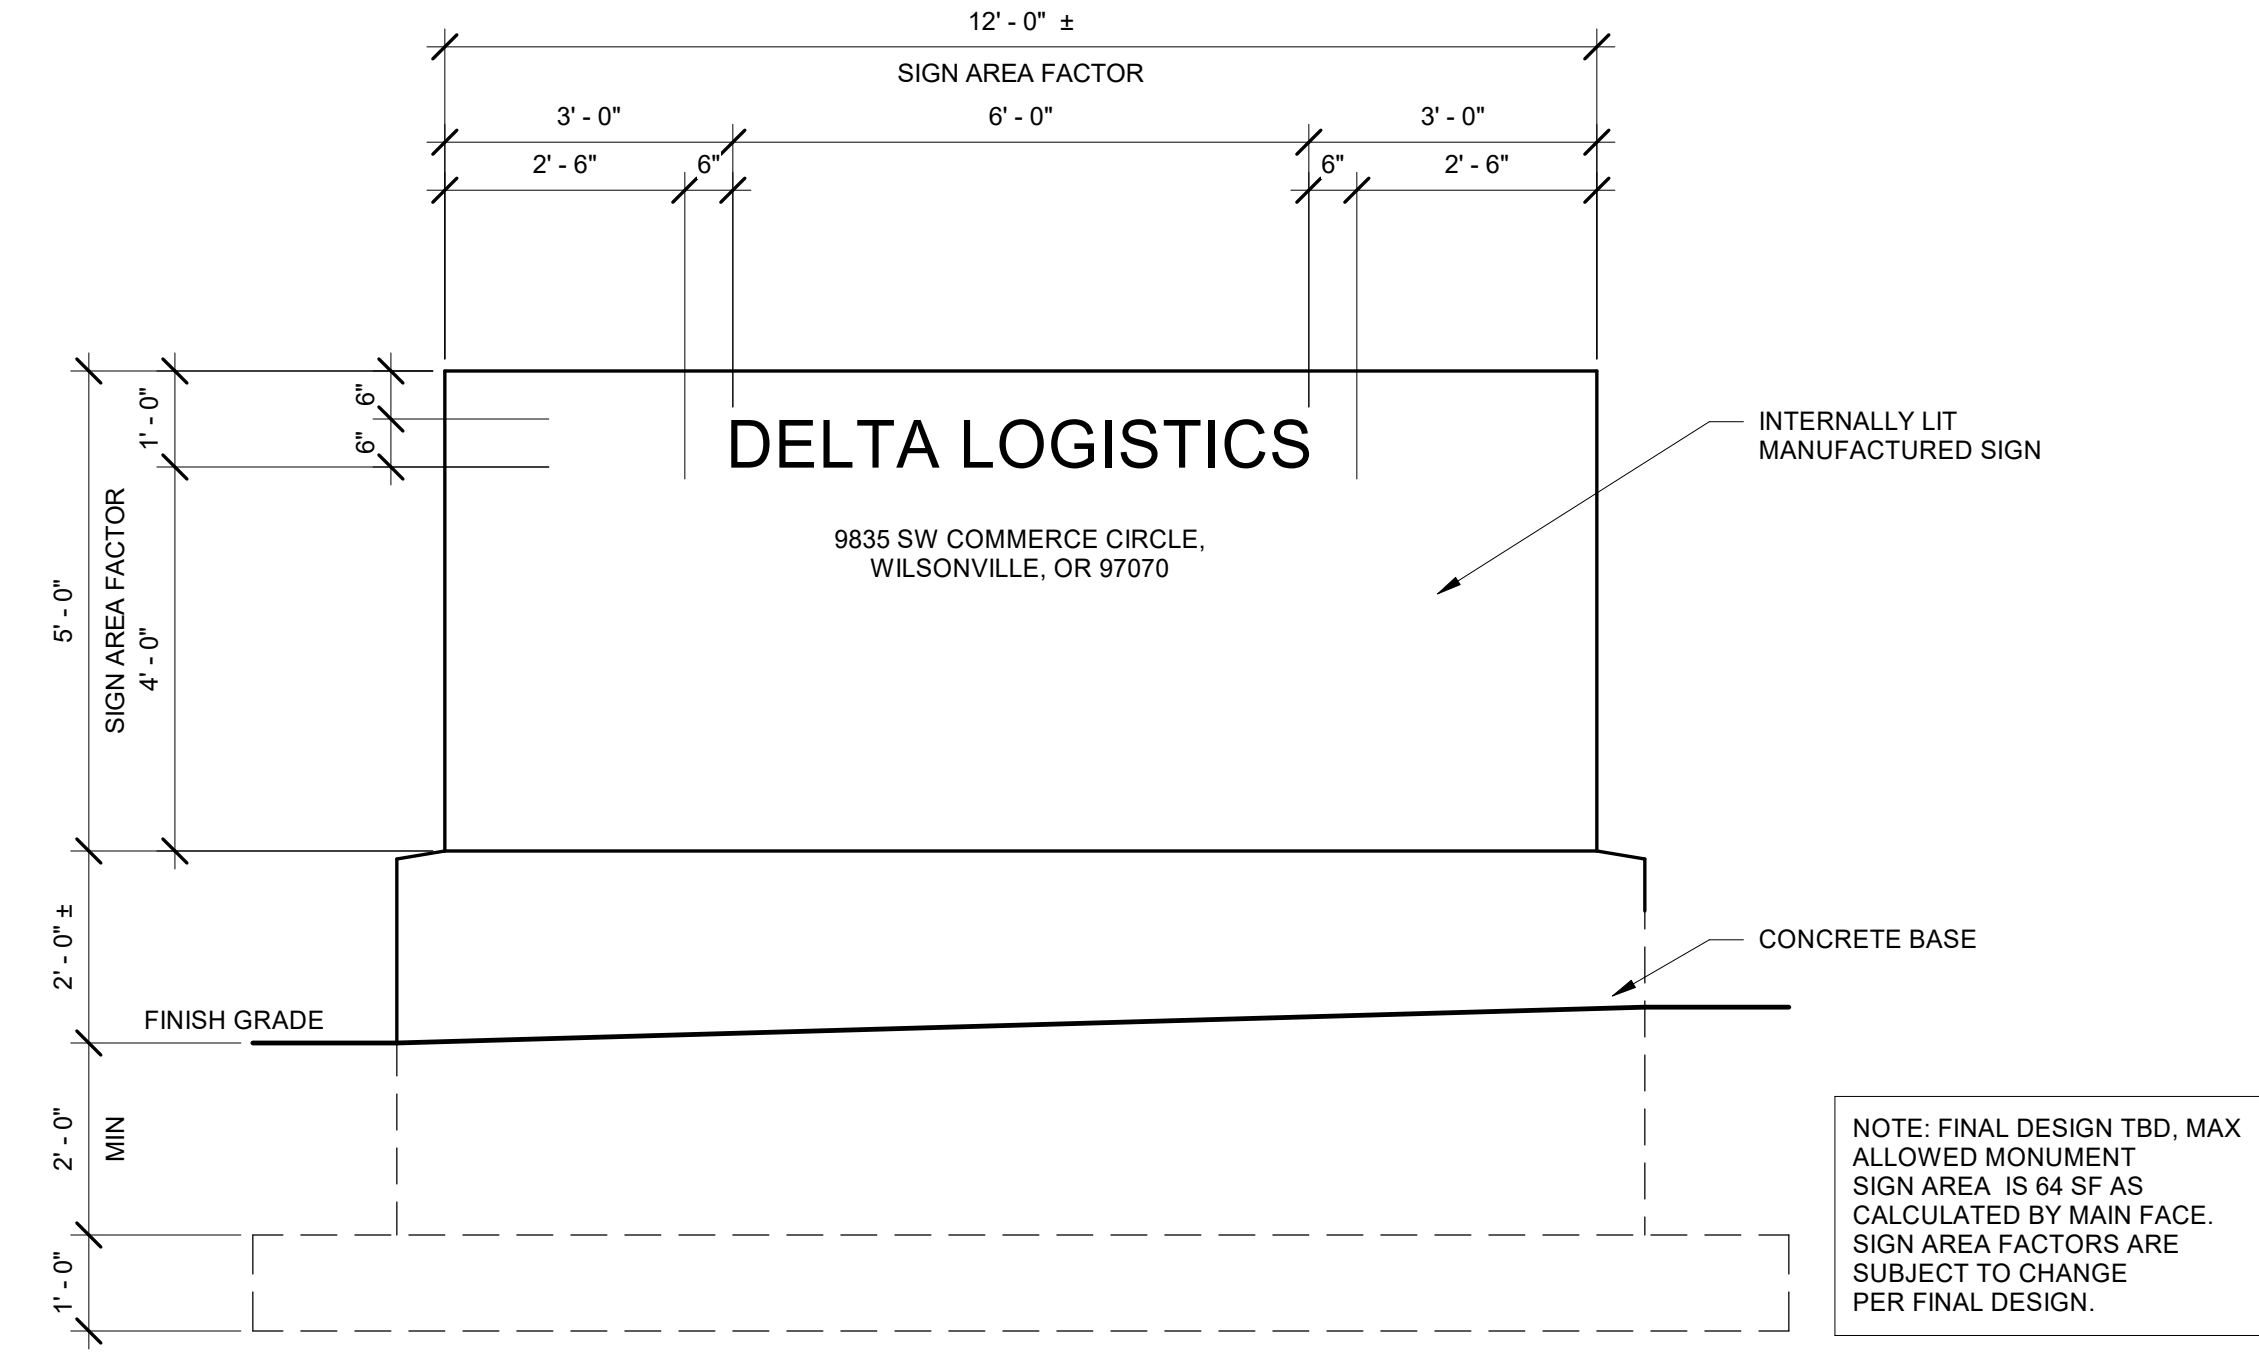 12' - 0" ±
SIGN AREA FACTOR
3' - 0"
6' - 0"
3' - 0"
2' - 6"
6"
6"
2' - 6"
5' - 0"
SIGN AREA FACTOR
1' - 0"
4' - 0"
6"
6"
DELTA LOGISTICS
9835 SW COMMERCE CIRCLE,
WILSONVILLE, OR 97070
INTERNALLY LIT
MANUFACTURED SIGN
2' - 0" ±
CONCRETE BASE
FINISH GRADE
2' - 0"
MIN
1' - 0"
NOTE: FINAL DESIGN TBD, MAX
ALLOWED MONUMENT
SIGN AREA IS 64 SF AS
CALCULATED BY MAIN FACE.
SIGN AREA FACTORS ARE
SUBJECT TO CHANGE
PER FINAL DESIGN.